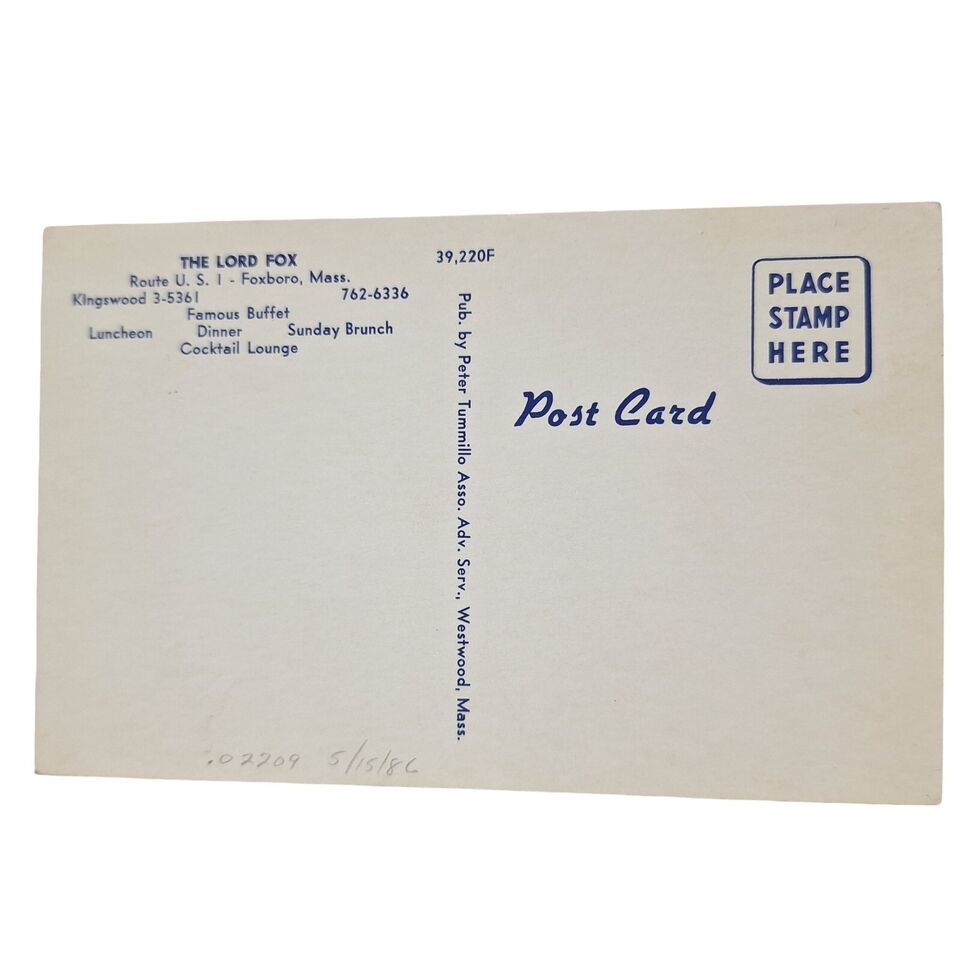 THE LORD FOX
Route U. S. 1 - Foxboro, Mass.
KIngswood 3-5361 762-6336
Famous Buffet
Luncheon Dinner Sunday Brunch
Cocktail Lounge
39,220F
Pub. by Peter Tummillo Asso. Adv. Serv., Westwood, Mass.
PLACE
STAMP
HERE
Post Card
.02209 5/15/86